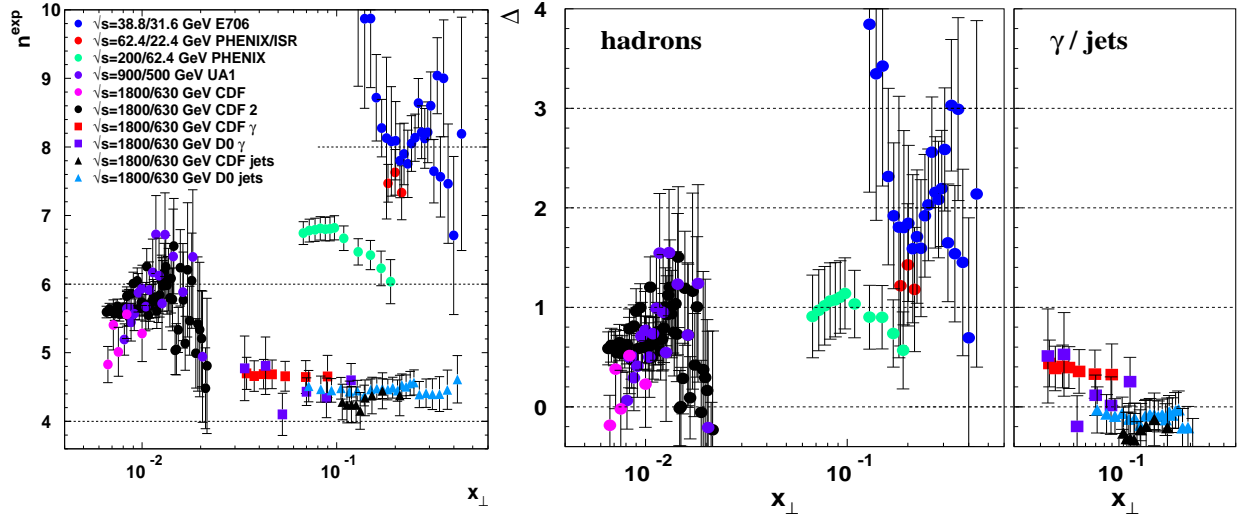 n^exp
10
9
8
7
6
5
4
√s=38.8/31.6 GeV E706
√s=62.4/22.4 GeV PHENIX/ISR
√s=200/62.4 GeV PHENIX
√s=900/500 GeV UA1
√s=1800/630 GeV CDF
√s=1800/630 GeV CDF 2
√s=1800/630 GeV CDF γ
√s=1800/630 GeV D0 γ
√s=1800/630 GeV CDF jets
√s=1800/630 GeV D0 jets
10^-2
10^-1
x⊥
Δ
4
3
2
1
0
hadrons
10^-2
10^-1
x⊥
γ / jets
10^-1
x⊥